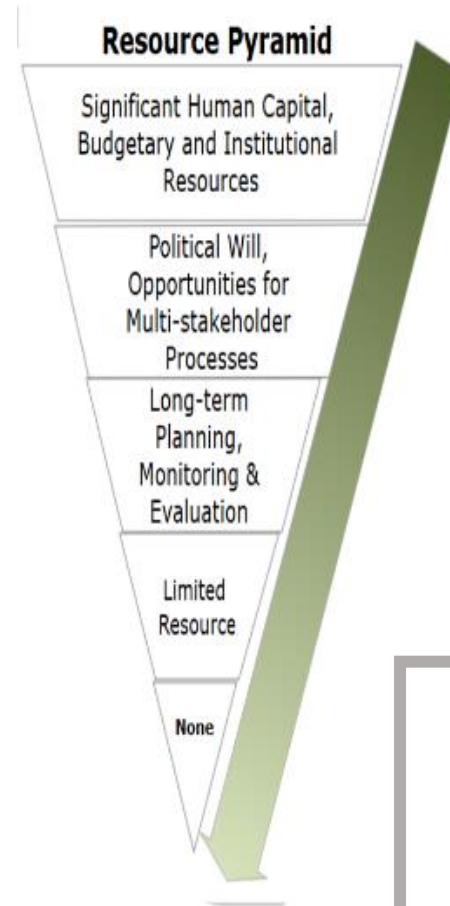 Resource Pyramid
Significant Human Capital,
Budgetary and Institutional
Resources
Political Will,
Opportunities for
Multi-stakeholder
Processes
Long-term
Planning,
Monitoring &
Evaluation
Limited
Resource
None